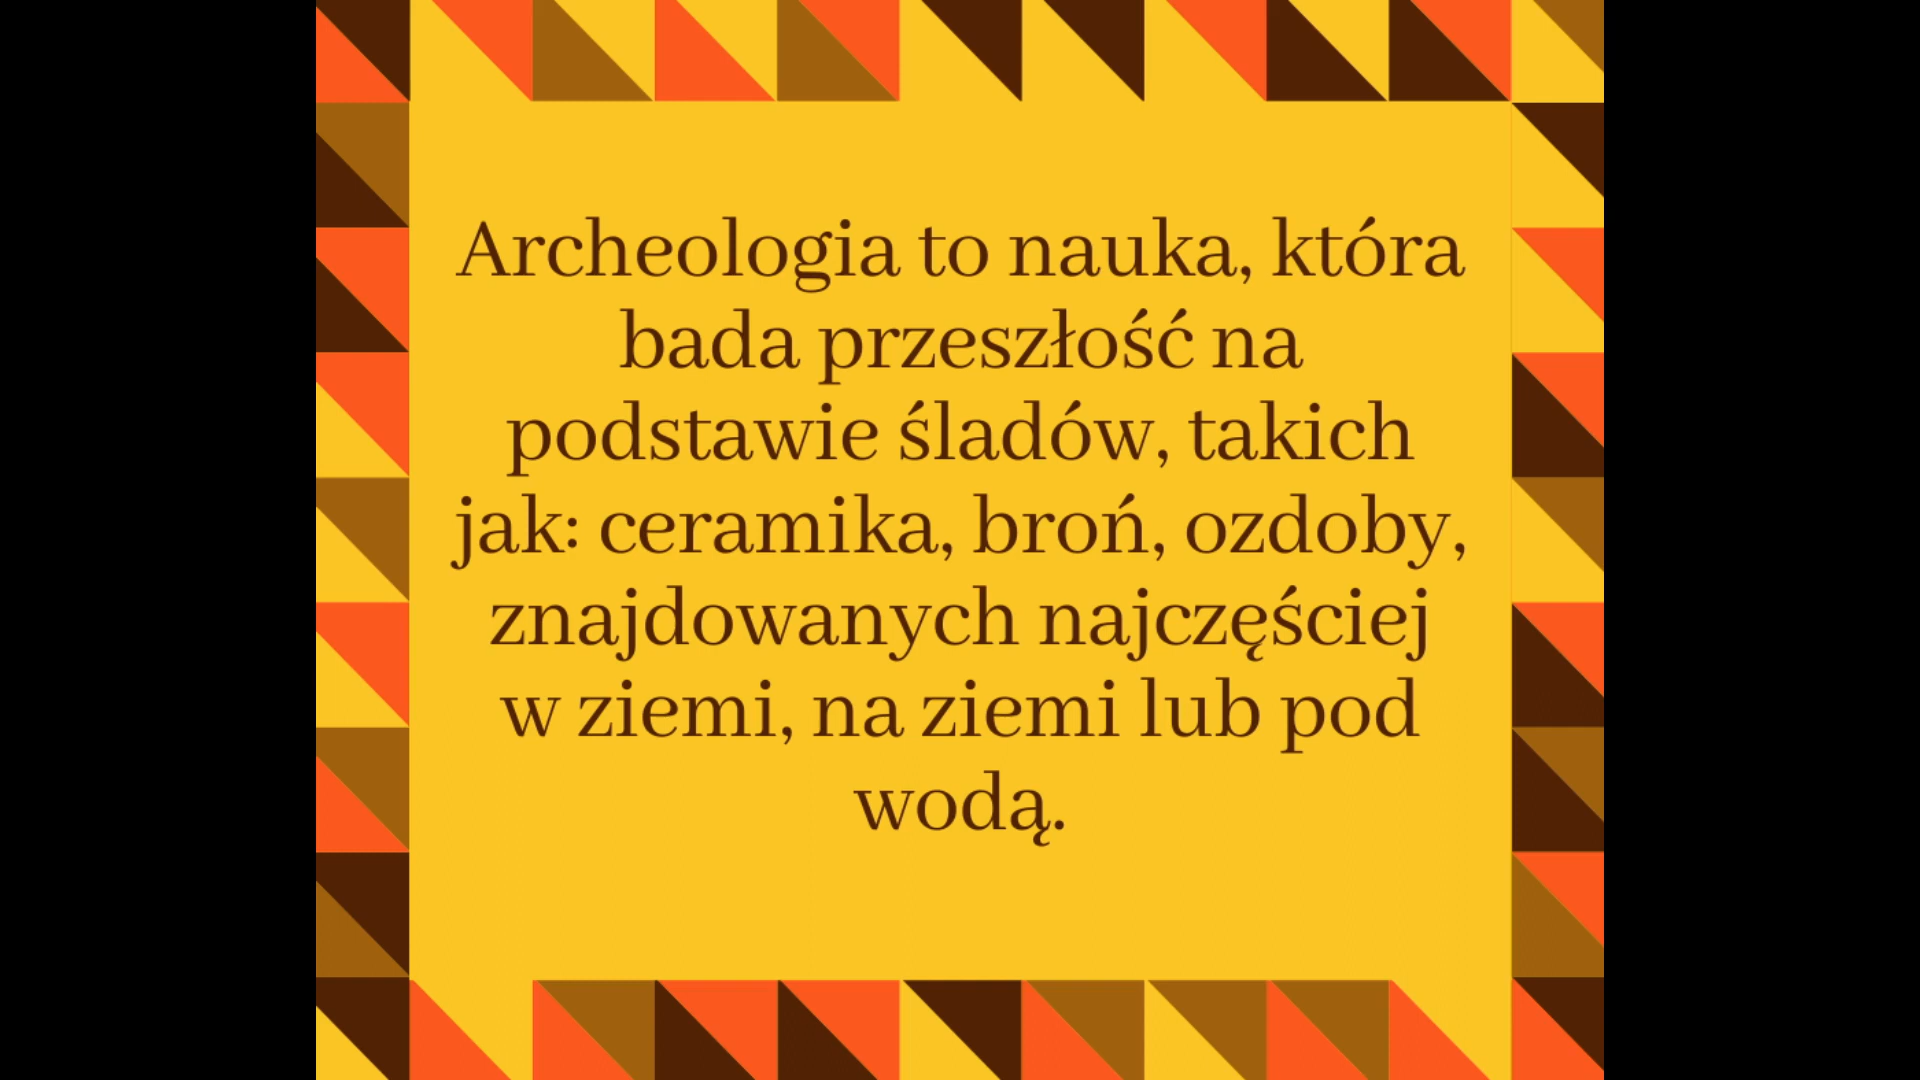 Archeologia to nauka, która
bada przeszłość na
podstawie śladów, takich
jak: ceramika, broń, ozdoby,
znajdowanych najczęściej
w ziemi, na ziemi lub pod
wodą.